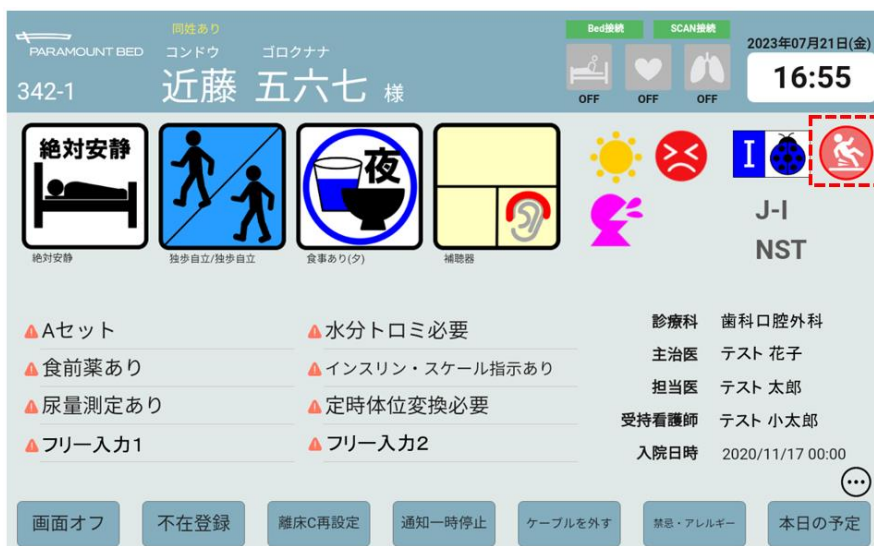 同姓あり
PARAMOUNT BED
コンドウ ゴロクナナ
342-1 近藤 五六七 様
Bed接続 SCAN接続
OFF OFF OFF
2023年07月21日(金)
16:55
絶対安静
夜
I
絶対安静 独歩自立/独歩自立 食事あり(夕) 補聴器
J-I
NST
Aセット
水分トロミ必要
食前薬あり
インスリン・スケール指示あり
尿量測定あり
定時体位変換必要
フリー入力1
フリー入力2
診療科 歯科口腔外科
主治医 テスト 花子
担当医 テスト 太郎
受持看護師 テスト 小太郎
入院日時 2020/11/17 00:00
画面オフ 不在登録 離床C再設定 通知一時停止 ケーブルを外す 禁忌・アレルギー 本日の予定